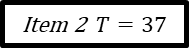 Item 2 T = 37